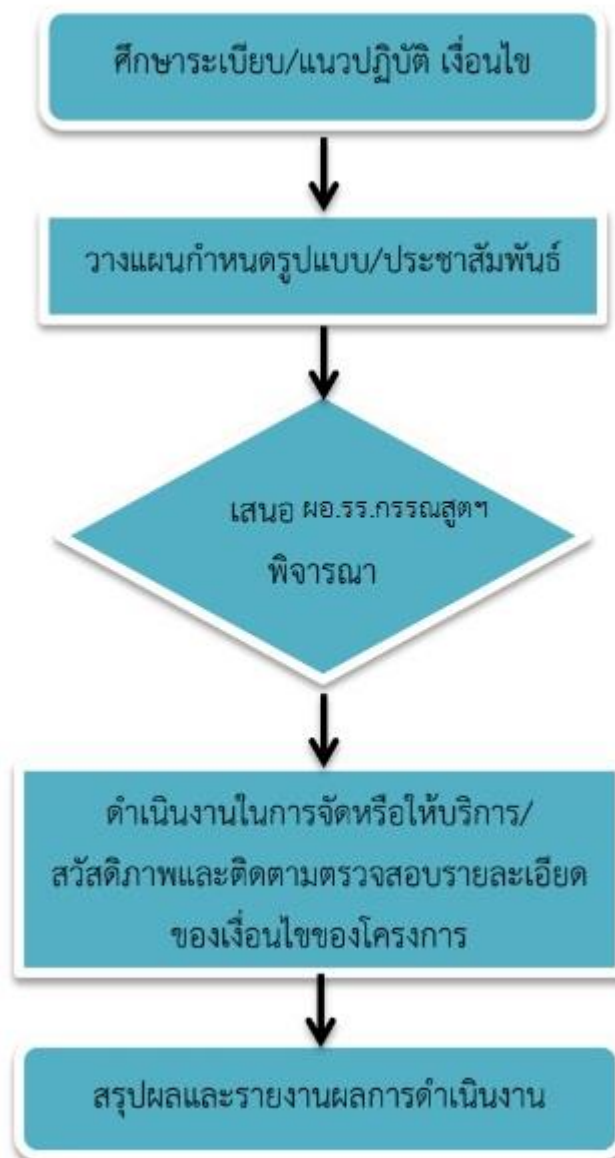 ศึกษาระเบียบ/แนวปฏิบัติ เงื่อนไข
วางแผนกำหนดรูปแบบ/ประชาสัมพันธ์
เสนอ ผอ.รร.กรรณสูตฯ
พิจารณา
ดำเนินงานในการจัดหรือให้บริการ/
สวัสดิภาพและติดตามตรวจสอบรายละเอียด
ของเงื่อนไขของโครงการ
สรุปผลและรายงานผลการดำเนินงาน